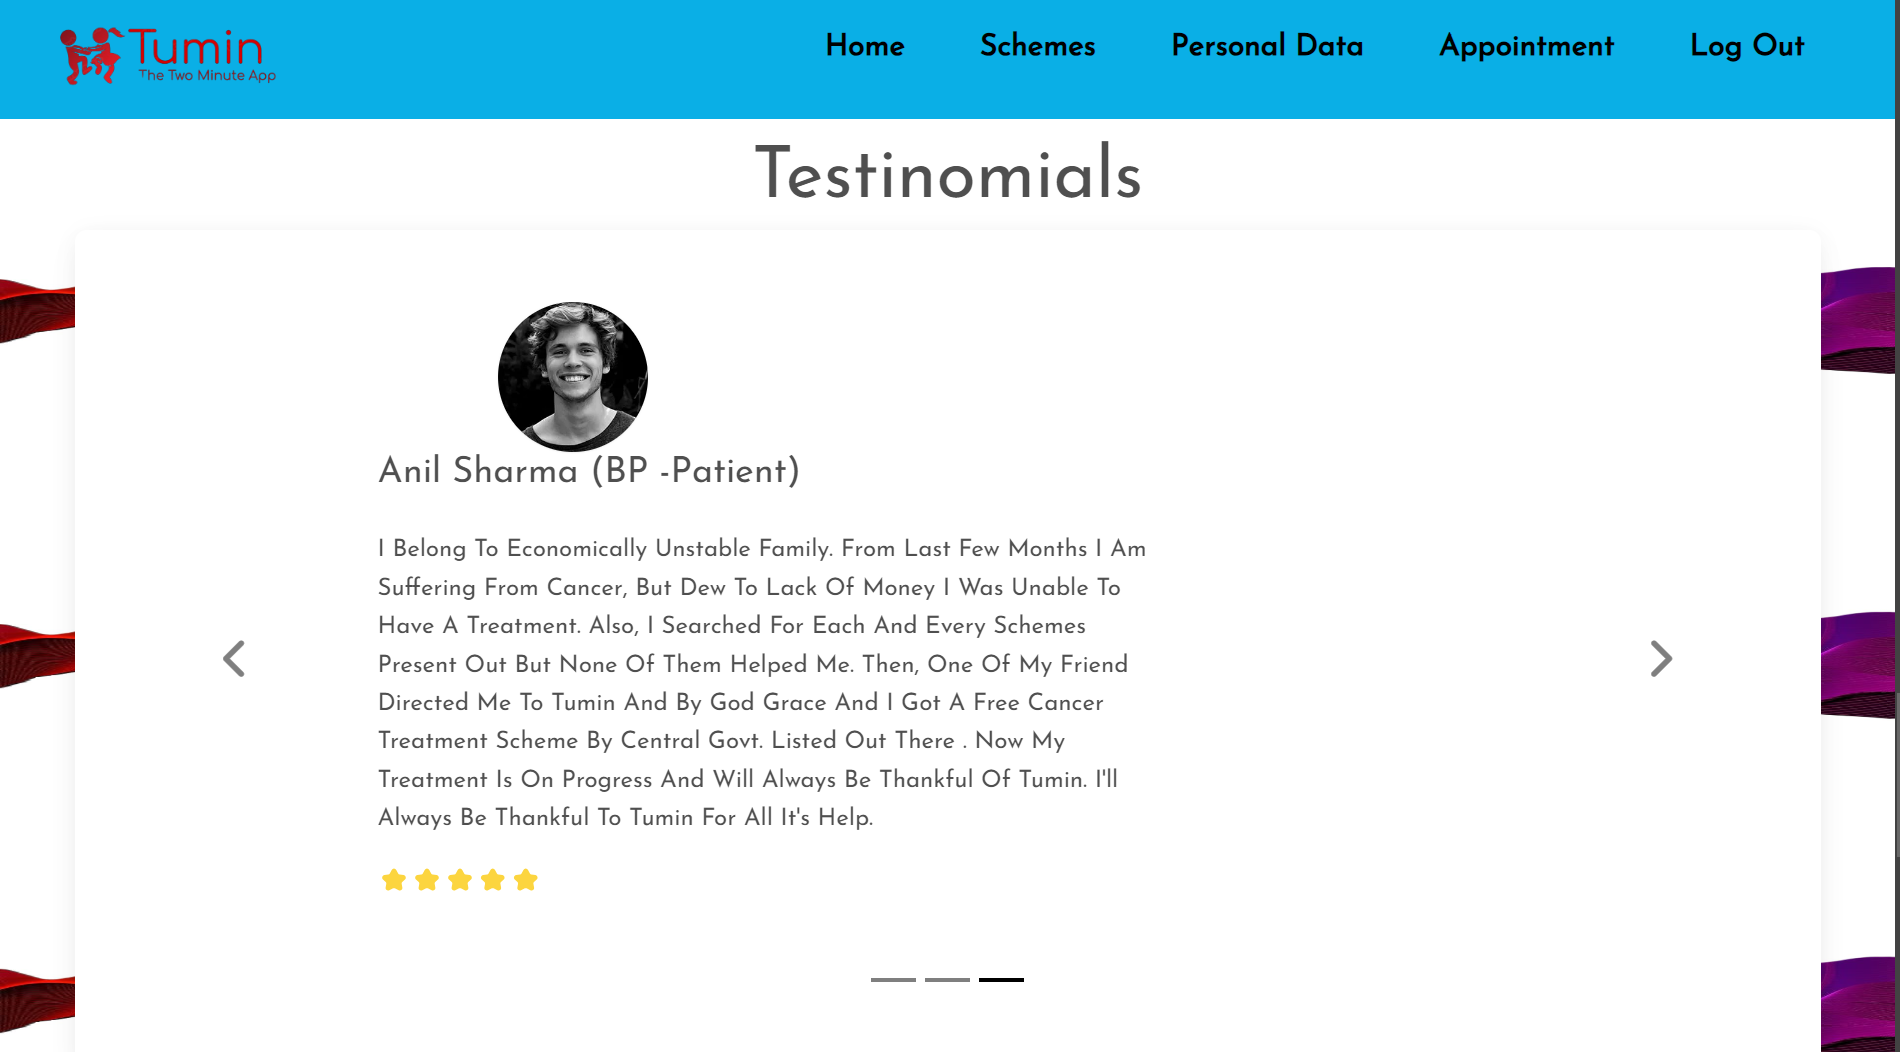 Tumin
The Two Minute App
Home Schemes Personal Data Appointment Log Out
Testinomials
Anil Sharma (BP -Patient)
I Belong To Economically Unstable Family. From Last Few Months I Am
Suffering From Cancer, But Dew To Lack Of Money I Was Unable To
Have A Treatment. Also, I Searched For Each And Every Schemes
Present Out But None Of Them Helped Me. Then, One Of My Friend
Directed Me To Tumin And By God Grace And I Got A Free Cancer
Treatment Scheme By Central Govt. Listed Out There . Now My
Treatment Is On Progress And Will Always Be Thankful Of Tumin. I'll
Always Be Thankful To Tumin For All It's Help.